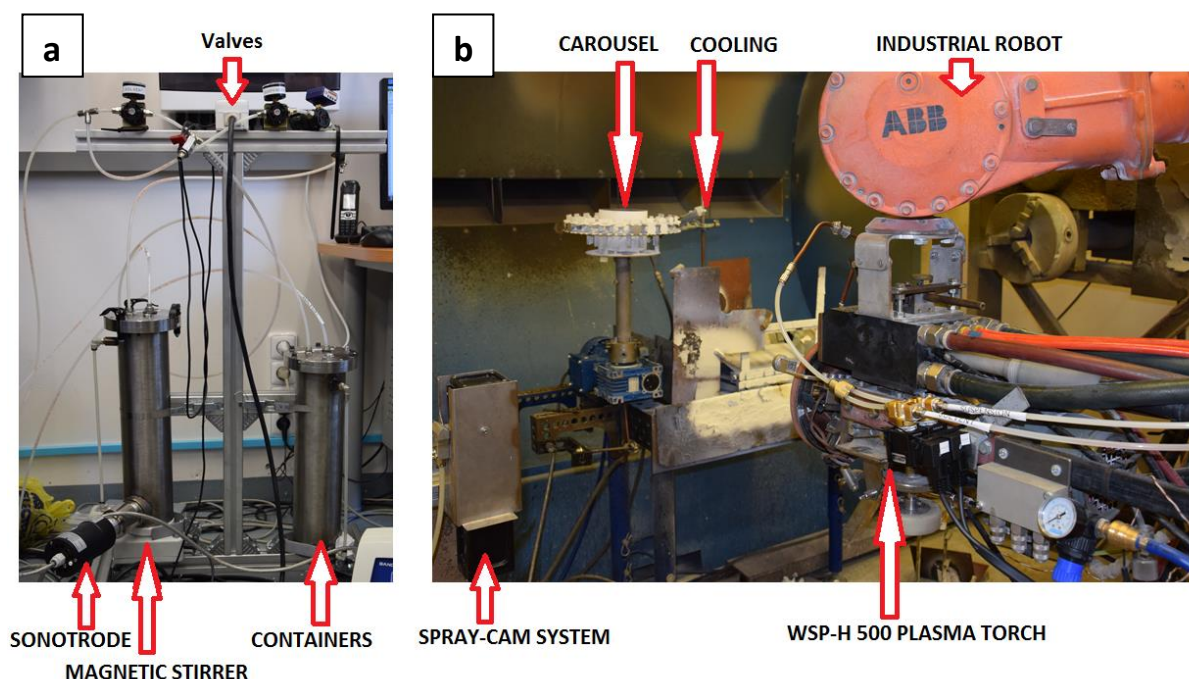 a
Valves
SONOTRODE
MAGNETIC STIRRER
CONTAINERS
b
CAROUSEL
COOLING
INDUSTRIAL ROBOT
ABB
SPRAY-CAM SYSTEM
WSP-H 500 PLASMA TORCH